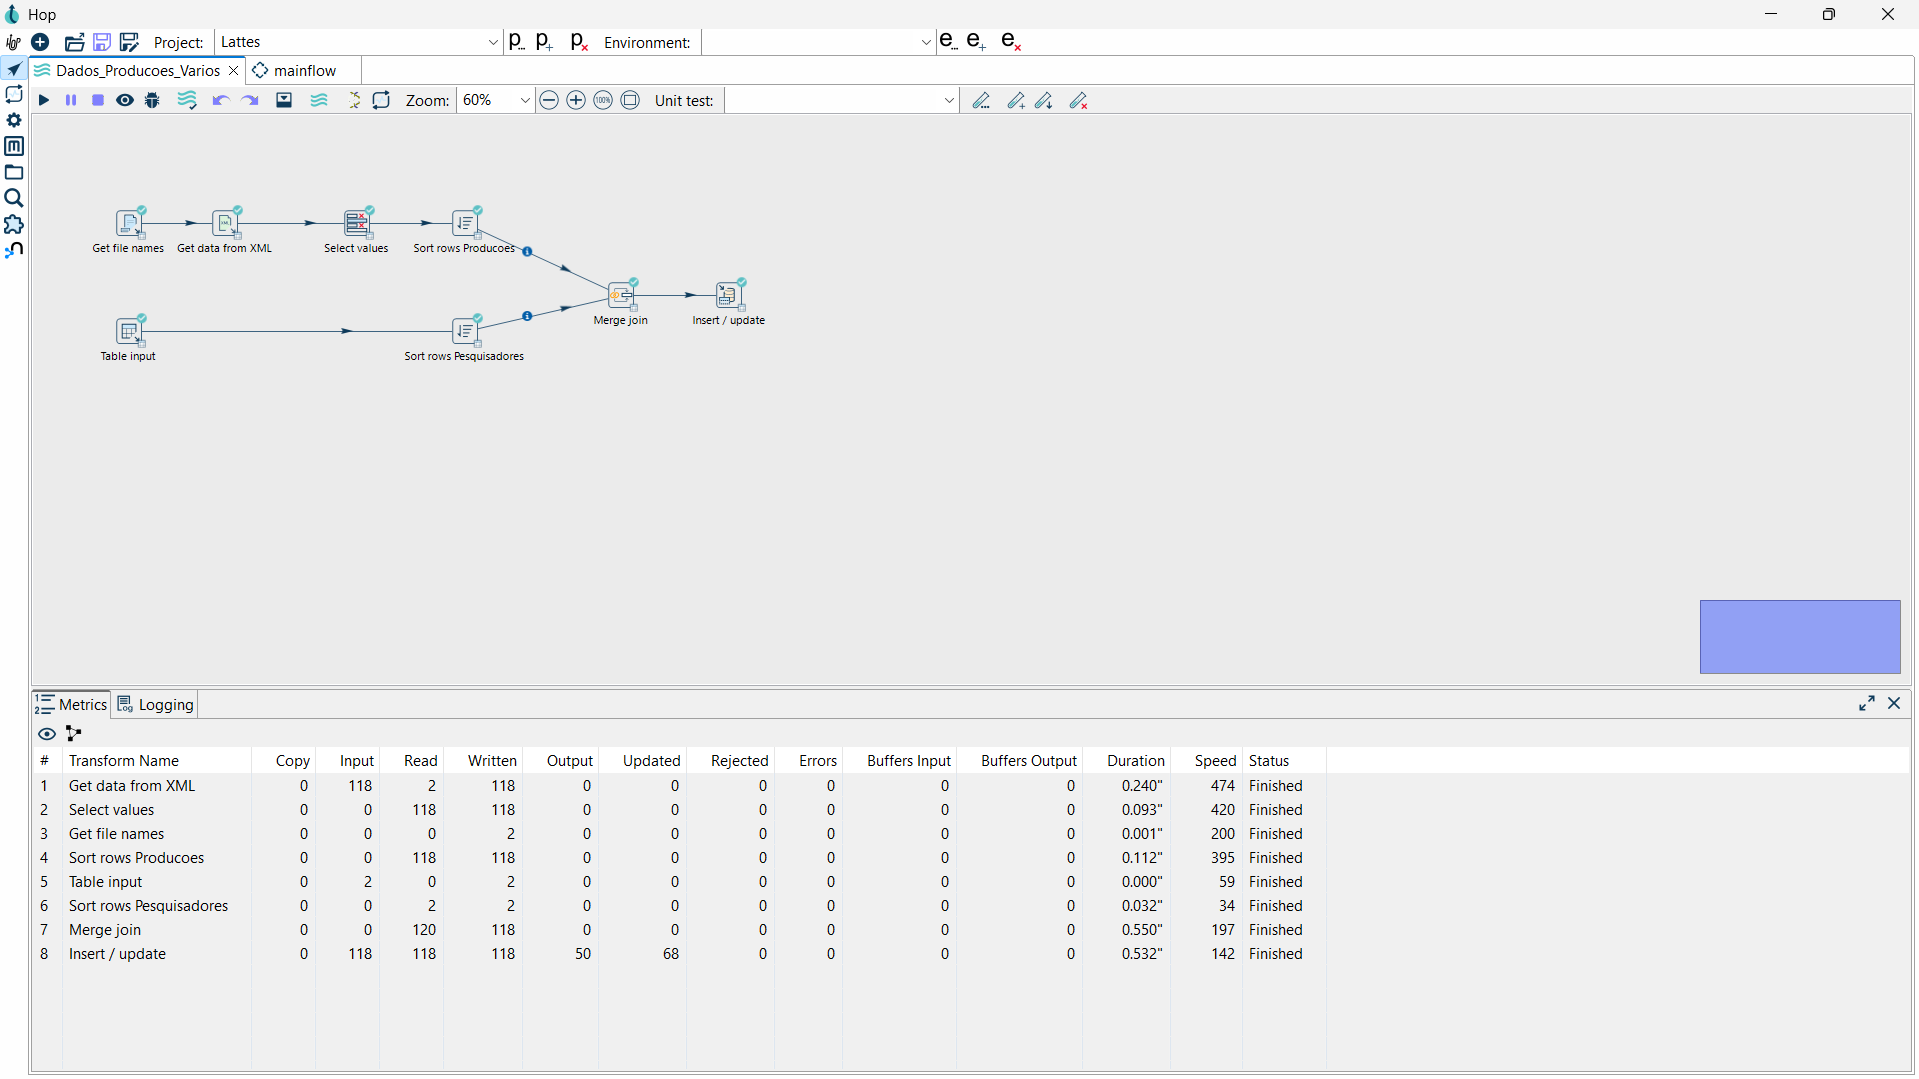 Hop
Project: Lattes Environment:
Dados_Producoes_Varios mainflow
Zoom: 60% 100% Unit test:
Get file names Get data from XML Select values Sort rows Producoes
Merge join Insert / update
Table input Sort rows Pesquisadores
Metrics Logging
# Transform Name Copy Input Read Written Output Updated Rejected Errors Buffers Input Buffers Output Duration Speed Status
1 Get data from XML 0 118 2 118 0 0 0 0 0 0 0.240" 474 Finished
2 Select values 0 0 118 118 0 0 0 0 0 0 0.093" 420 Finished
3 Get file names 0 0 0 2 0 0 0 0 0 0 0.001" 200 Finished
4 Sort rows Producoes 0 0 118 118 0 0 0 0 0 0 0.112" 395 Finished
5 Table input 0 2 0 2 0 0 0 0 0 0 0.000" 59 Finished
6 Sort rows Pesquisadores 0 0 2 2 0 0 0 0 0 0 0.032" 34 Finished
7 Merge join 0 0 120 118 0 0 0 0 0 0 0.550" 197 Finished
8 Insert / update 0 118 118 118 50 68 0 0 0 0 0.532" 142 Finished